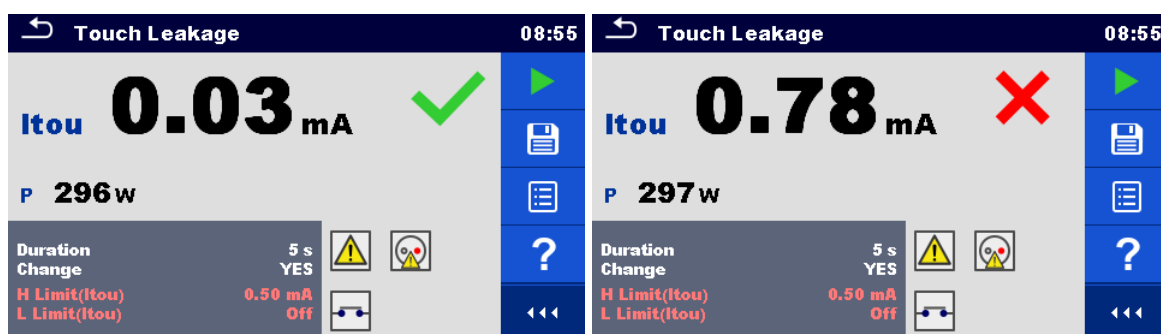 Touch Leakage 08:55
Itou 0.03 mA
P 296 W
Duration 5 s
Change YES
H Limit(Itou) 0.50 mA
L Limit(Itou) Off
?
Touch Leakage 08:55
Itou 0.78 mA
P 297 W
Duration 5 s
Change YES
H Limit(Itou) 0.50 mA
L Limit(Itou) Off
?